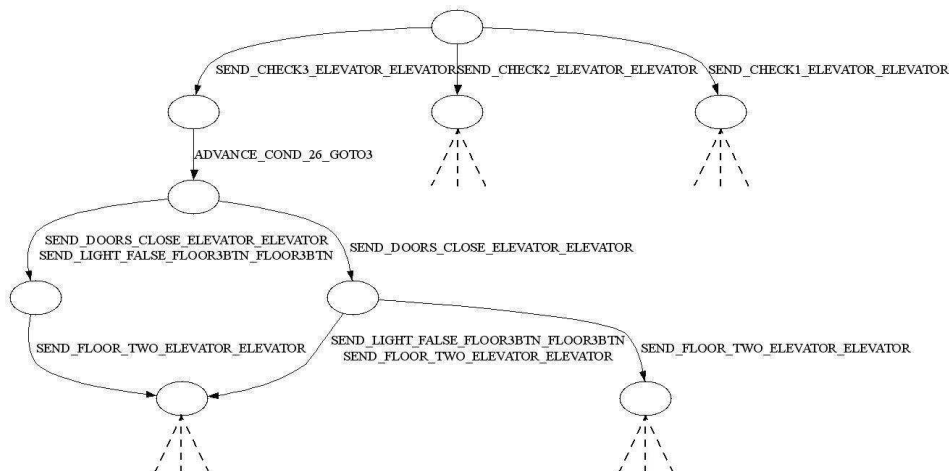 SEND_CHECK3_ELEVATOR_ELEVATOR
SEND_CHECK2_ELEVATOR_ELEVATOR
SEND_CHECK1_ELEVATOR_ELEVATOR
ADVANCE_COND_26_GOTO3
SEND_DOORS_CLOSE_ELEVATOR_ELEVATOR
SEND_LIGHT_FALSE_FLOOR3BTN_FLOOR3BTN
SEND_DOORS_CLOSE_ELEVATOR_ELEVATOR
SEND_FLOOR_TWO_ELEVATOR_ELEVATOR
SEND_LIGHT_FALSE_FLOOR3BTN_FLOOR3BTN
SEND_FLOOR_TWO_ELEVATOR_ELEVATOR
SEND_FLOOR_TWO_ELEVATOR_ELEVATOR